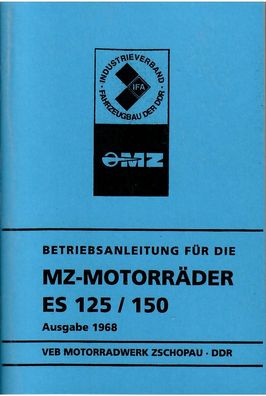 INDUSTRIEVERBAND
IFA
FAHRZEUGBAU DER DDR
MZ
BETRIEBSANLEITUNG FÜR DIE
MZ-MOTORRÄDER
ES 125 / 150
Ausgabe 1968
VEB MOTORRADWERK ZSCHOPAU · DDR